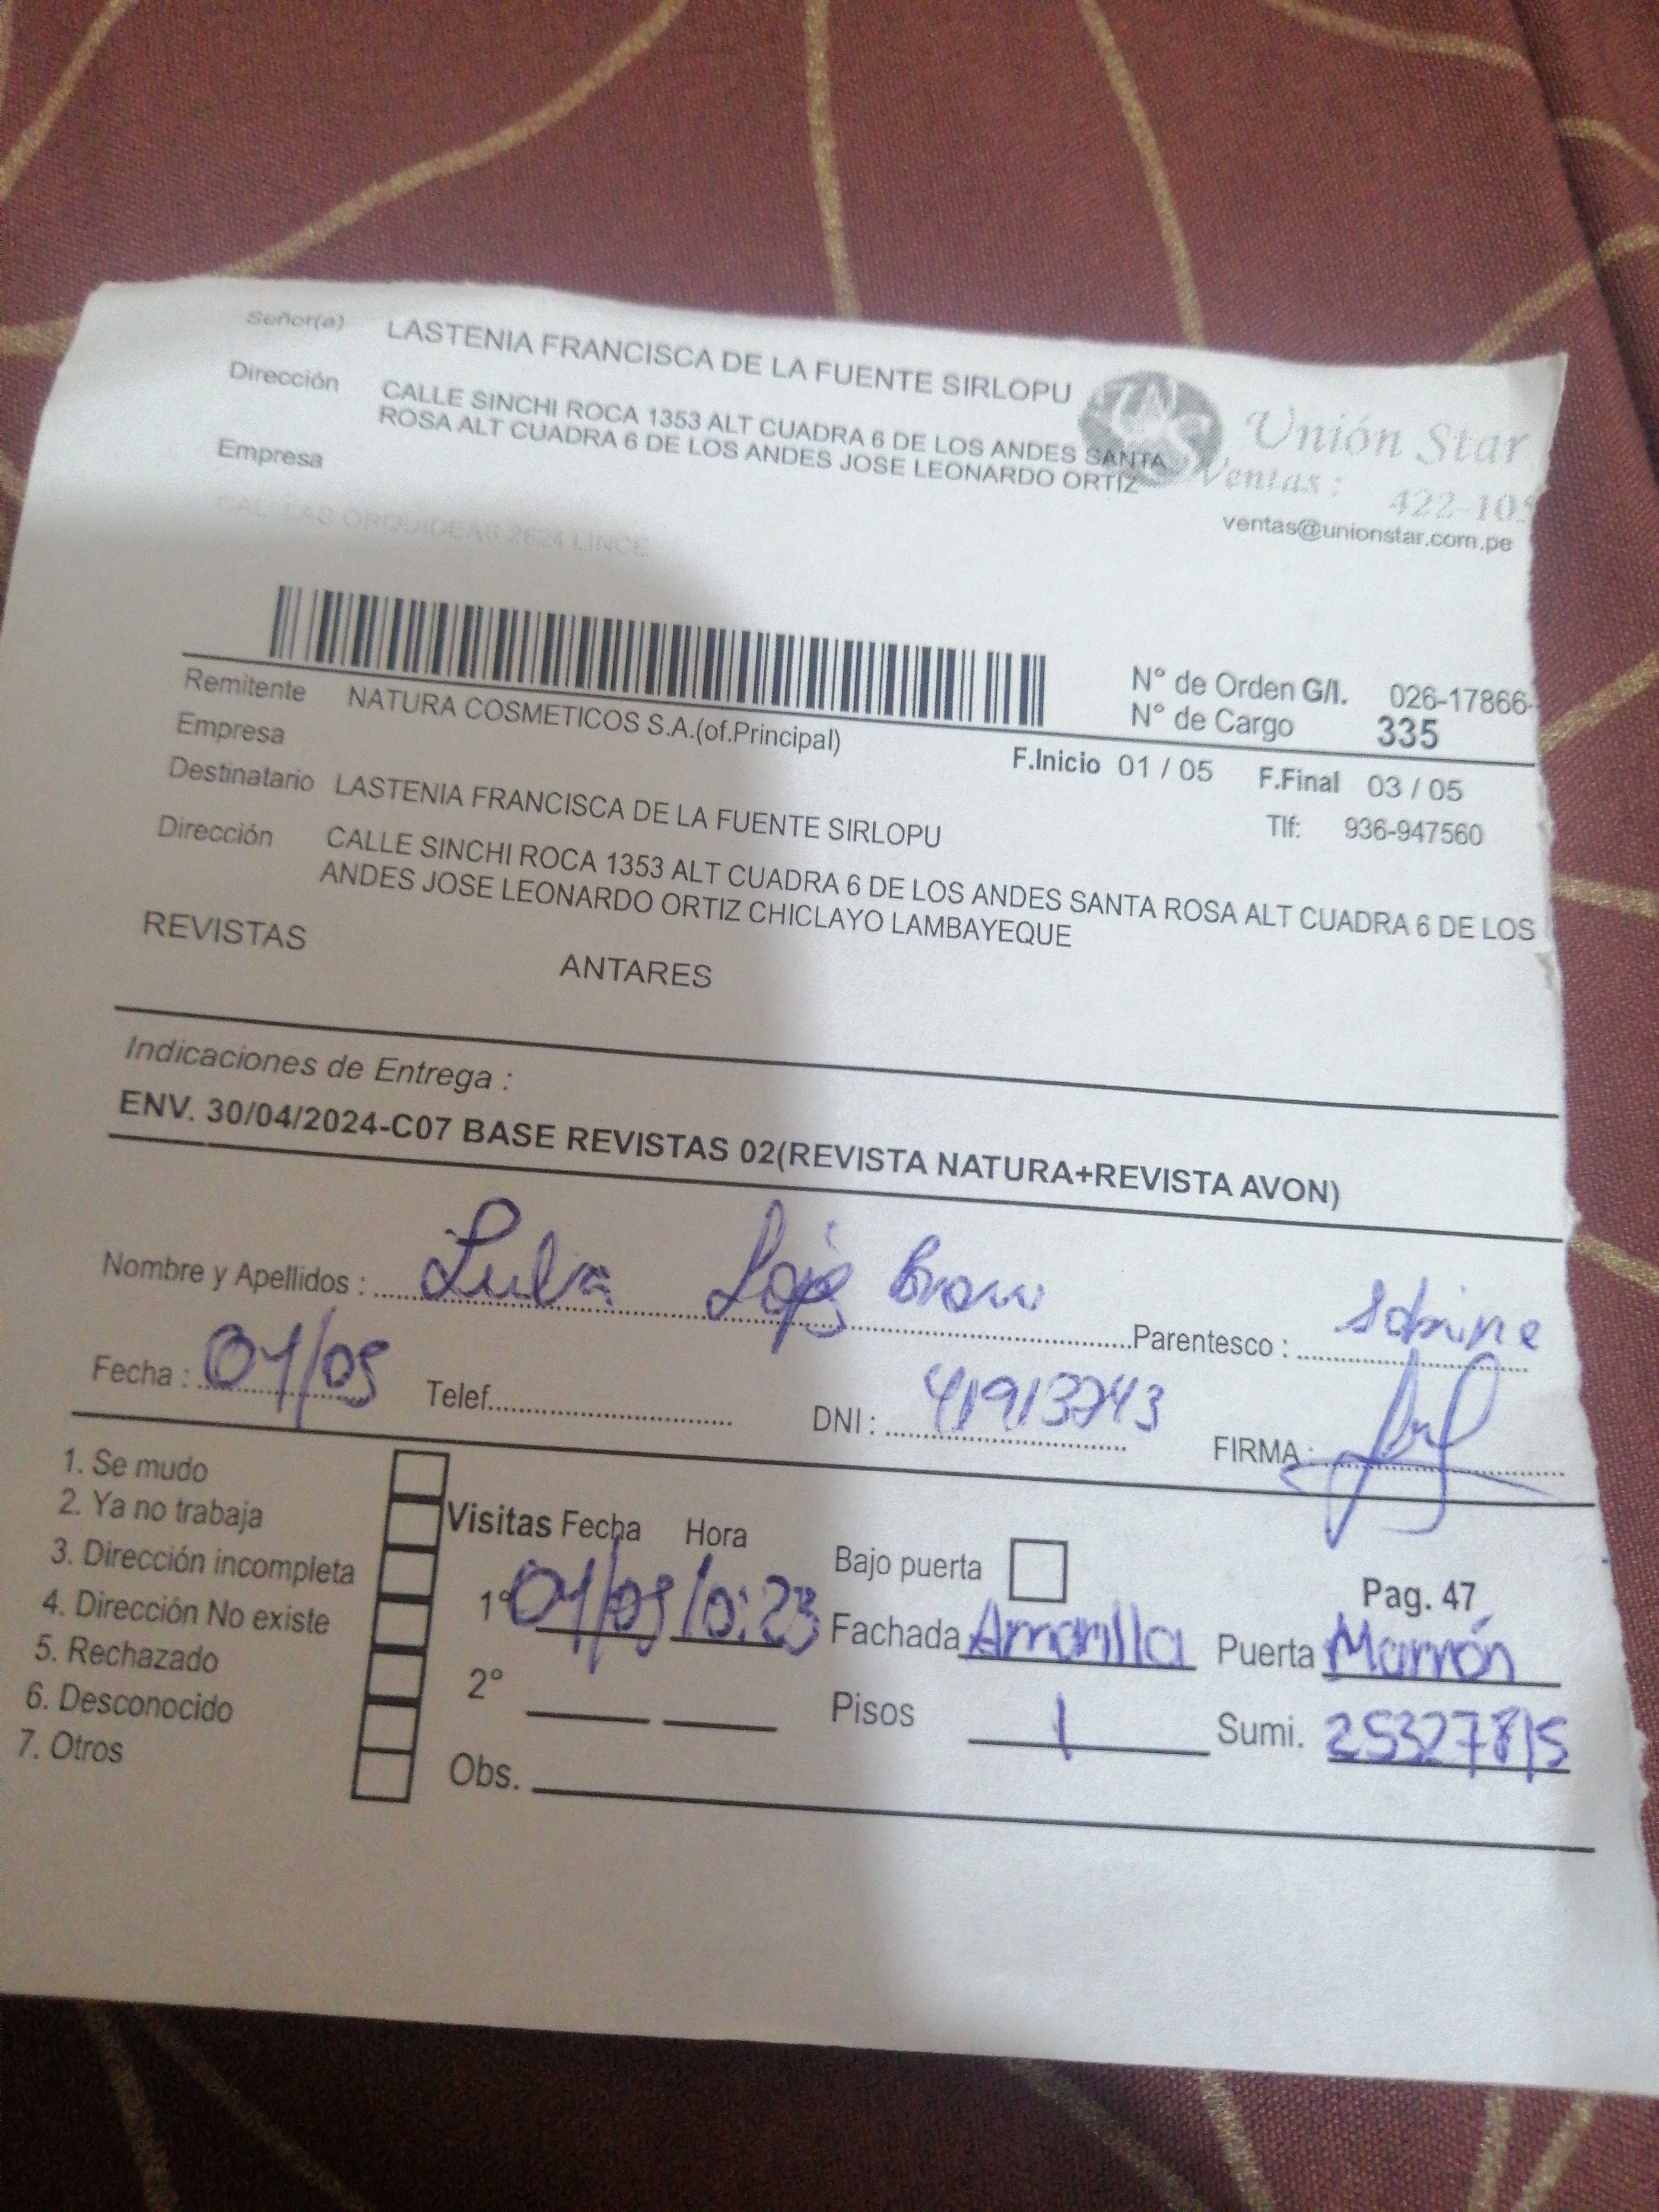 Señor(a) LASTENIA FRANCISCA DE LA FUENTE SIRLOPU
Dirección CALLE SINCHI ROCA 1353 ALT CUADRA 6 DE LOS ANDES SANTA
ROSA ALT CUADRA 6 DE LOS ANDES JOSE LEONARDO ORTIZ
Empresa
CAL. LAS ORQUIDEAS 2624 LINCE
Unión Star
Ventas: 422-105
ventas@unionstar.com.pe
N° de Orden G/I. 026-17866-
N° de Cargo 335
Remitente NATURA COSMETICOS S.A.(of.Principal)
Empresa
F.Inicio 01 / 05 F.Final 03 / 05
Destinatario LASTENIA FRANCISCA DE LA FUENTE SIRLOPU
Tlf: 936-947560
Dirección CALLE SINCHI ROCA 1353 ALT CUADRA 6 DE LOS ANDES SANTA ROSA ALT CUADRA 6 DE LOS
ANDES JOSE LEONARDO ORTIZ CHICLAYO LAMBAYEQUE
REVISTAS
ANTARES
Indicaciones de Entrega :
ENV. 30/04/2024-C07 BASE REVISTAS 02(REVISTA NATURA+REVISTA AVON)
Nombre y Apellidos : Parentesco :
Fecha : Telef. DNI : FIRMA :
1. Se mudo
2. Ya no trabaja
3. Dirección incompleta
4. Dirección No existe
5. Rechazado
6. Desconocido
7. Otros
Visitas Fecha Hora
1° 10:23
2°
Obs.
Bajo puerta
Pag. 47
Fachada Amarilla Puerta Marrón
Pisos 1 Sumi. 25327815